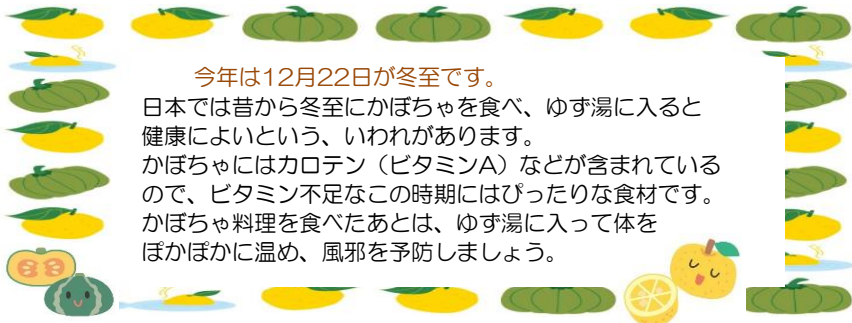 今年は12月22日が冬至です。
日本では昔から冬至にかぼちゃを食べ、ゆず湯に入ると
健康によいという、いわれがあります。
かぼちゃにはカロテン（ビタミンA）などが含まれている
ので、ビタミン不足なこの時期にはぴったりな食材です。
かぼちゃ料理を食べたあとは、ゆず湯に入って体を
ぽかぽかに温め、風邪を予防しましょう。